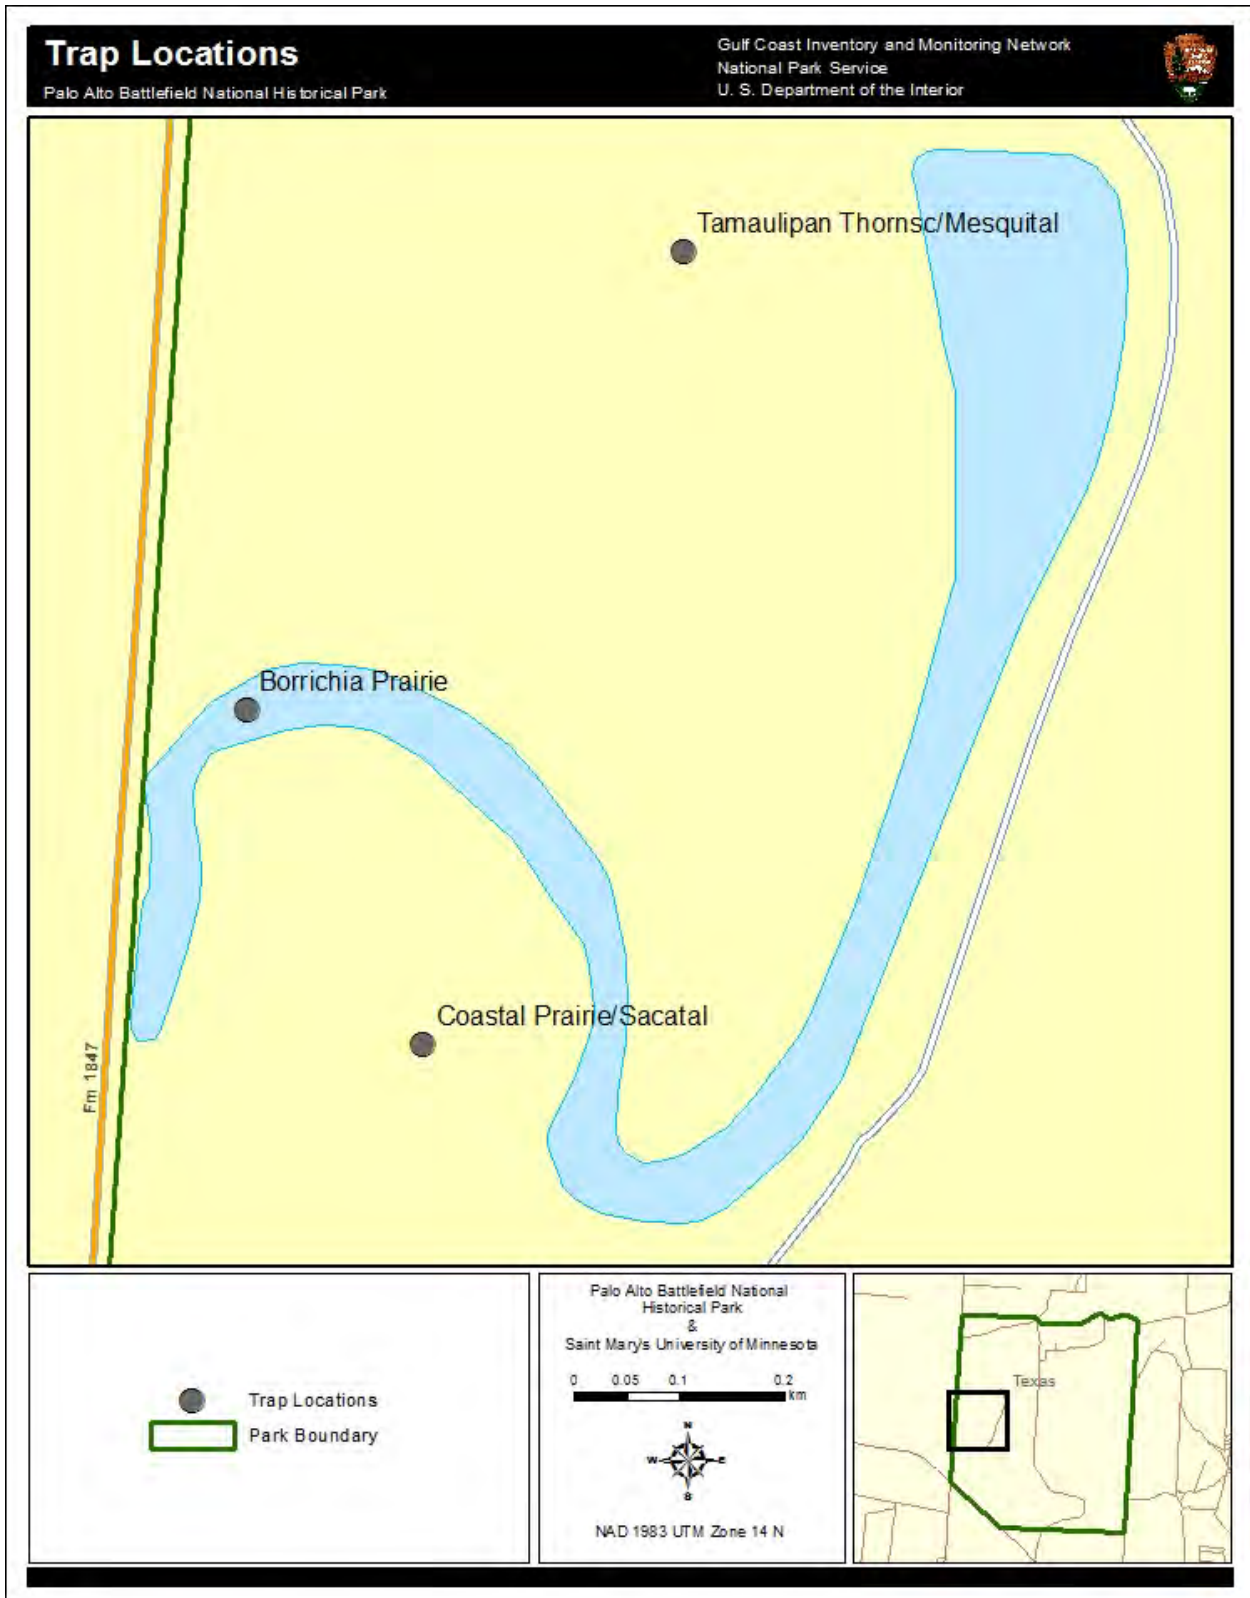 Trap Locations
Palo Alto Battlefield National Historical Park
Gulf Coast Inventory and Monitoring Network
National Park Service
U. S. Department of the Interior
Tamaulipan Thornsc/Mesquital
Borrichia Prairie
Coastal Prairie/Sacatal
Fm 1847
Trap Locations
Park Boundary
Palo Alto Battlefield National
Historical Park
&
Saint Mary's University of Minnesota
0 0.05 0.1 0.2
km
N
W E
S
NAD 1983 UTM Zone 14 N
Texas